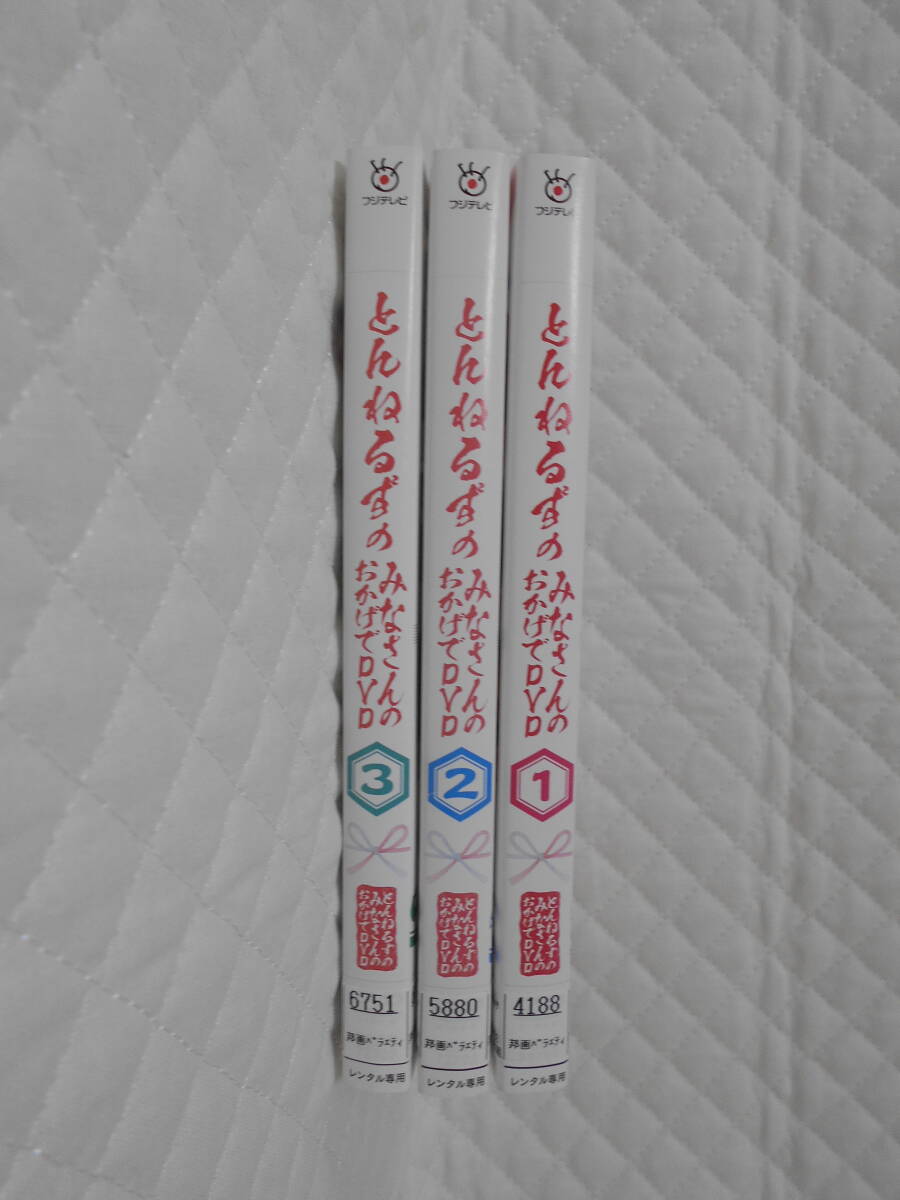 フジテレビ
とんねるずの
みなさんの
おかげでDVD
3
とんねるずの
みなさんの
おかげでDVD
6751
邦画バラエティ
レンタル専用
フジテレビ
とんねるずの
みなさんの
おかげでDVD
2
とんねるずの
みなさんの
おかげでDVD
5880
邦画バラエティ
レンタル専用
フジテレビ
とんねるずの
みなさんの
おかげでDVD
1
とんねるずの
みなさんの
おかげでDVD
4188
邦画バラエティ
レンタル専用